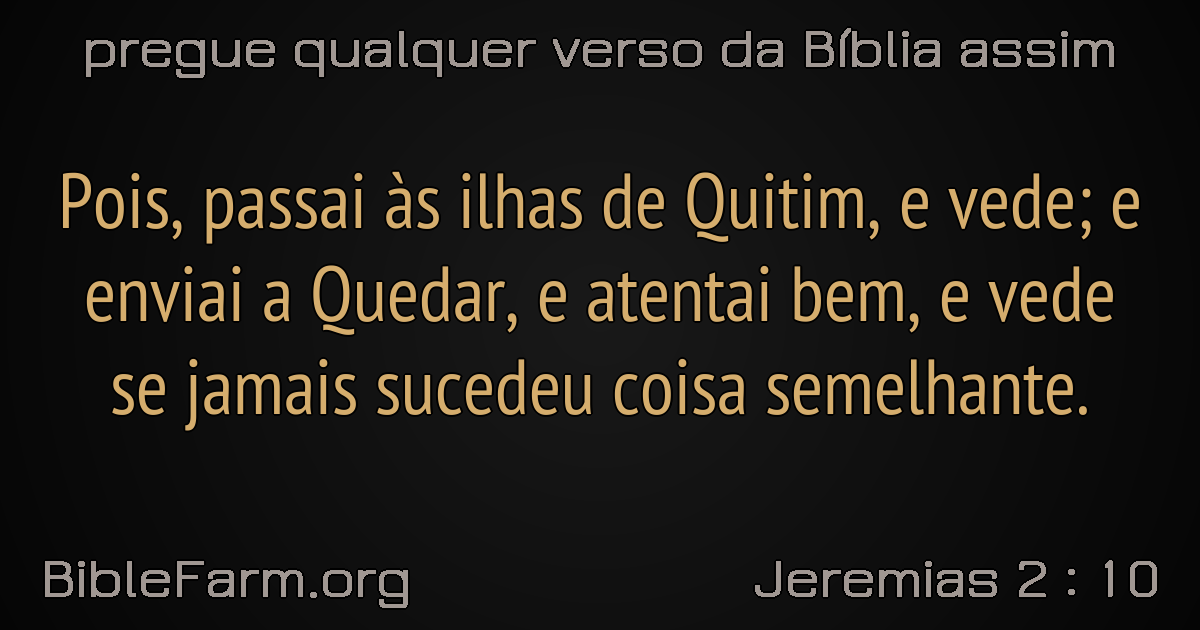 pregue qualquer verso da Bíblia assim
Pois, passai às ilhas de Quitim, e vede; e
enviai a Quedar, e atentai bem, e vede
se jamais sucedeu coisa semelhante.
BibleFarm.org
Jeremias 2 : 10